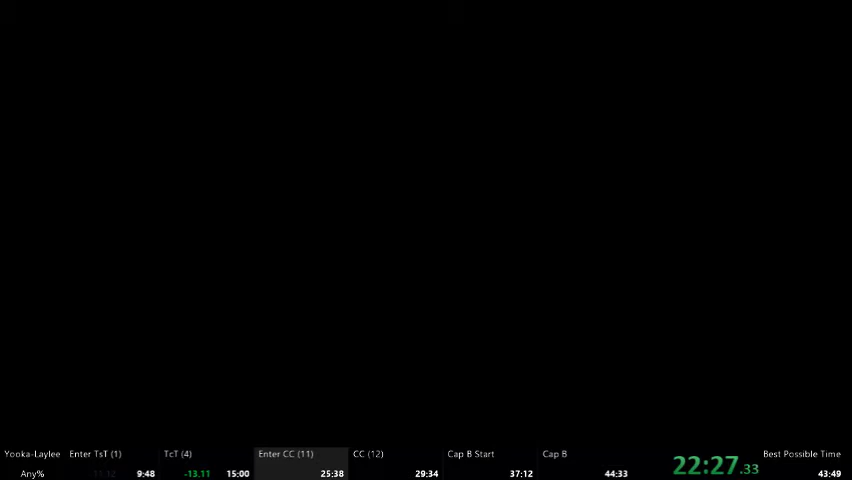 Yooka-Laylee Enter TsT (1) TcT (4) Enter CC (11) CC (12) Cap B Start Cap B 22:27.33 Best Possible Time
Any% 11:12 9:48 -13.11 15:00 25:38 29:34 37:12 44:33 43:49